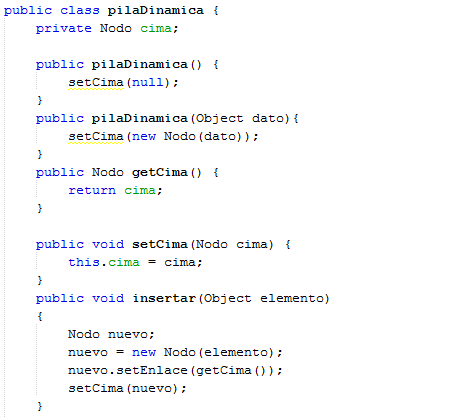 public class pilaDinamica {
private Nodo cima;
public pilaDinamica() {
setCima(null);
}
public pilaDinamica(Object dato){
setCima(new Nodo(dato));
}
public Nodo getCima() {
return cima;
}
public void setCima(Nodo cima) {
this.cima = cima;
}
public void insertar(Object elemento)
{
Nodo nuevo;
nuevo = new Nodo(elemento);
nuevo.setEnlace(getCima());
setCima(nuevo);
}